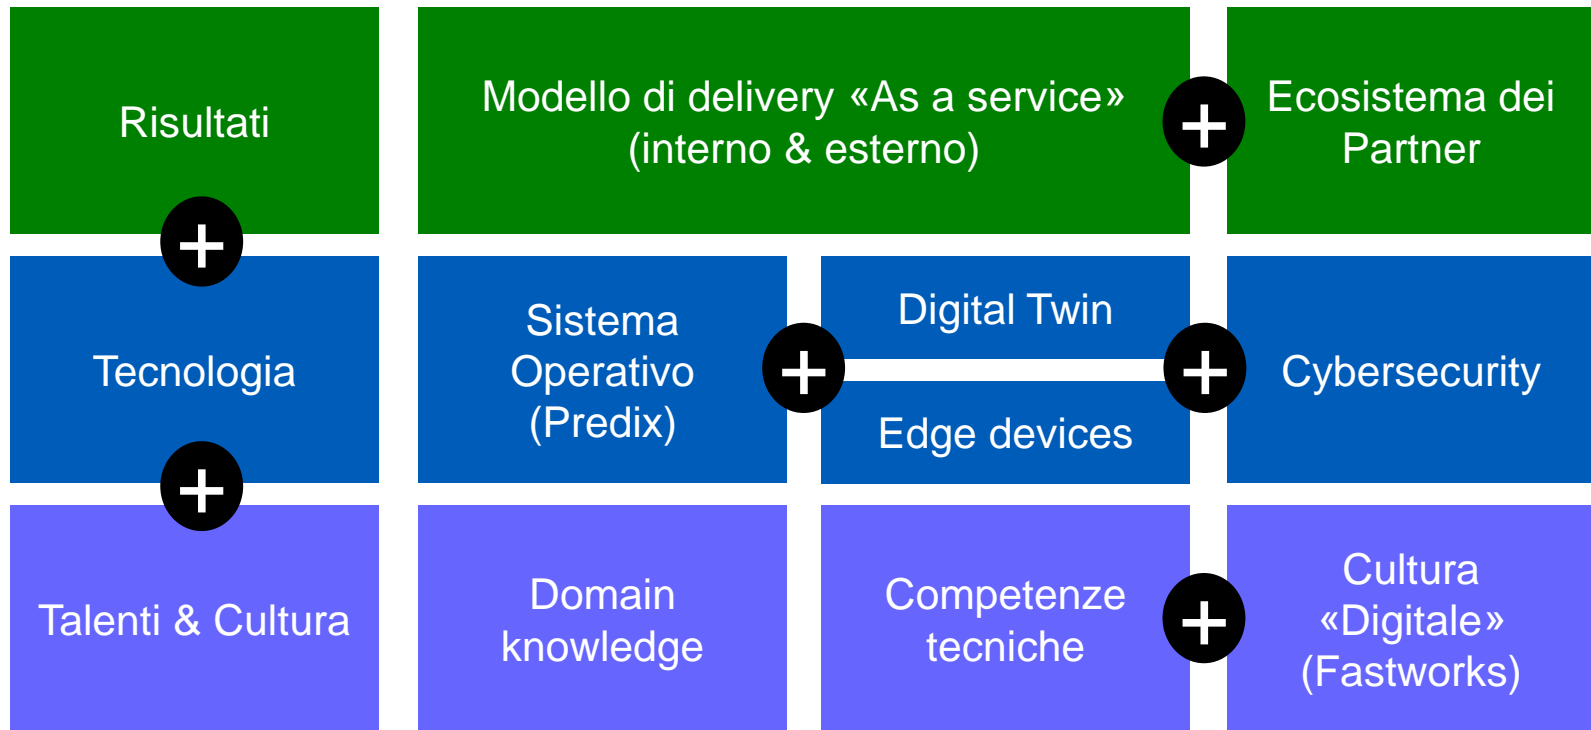 Risultati
Modello di delivery «As a service»
(interno & esterno)
+
Ecosistema dei
Partner
+
Tecnologia
Sistema
Operativo
(Predix)
+
Digital Twin
Edge devices
+
Cybersecurity
+
Talenti & Cultura
Domain
knowledge
Competenze
tecniche
+
Cultura
«Digitale»
(Fastworks)